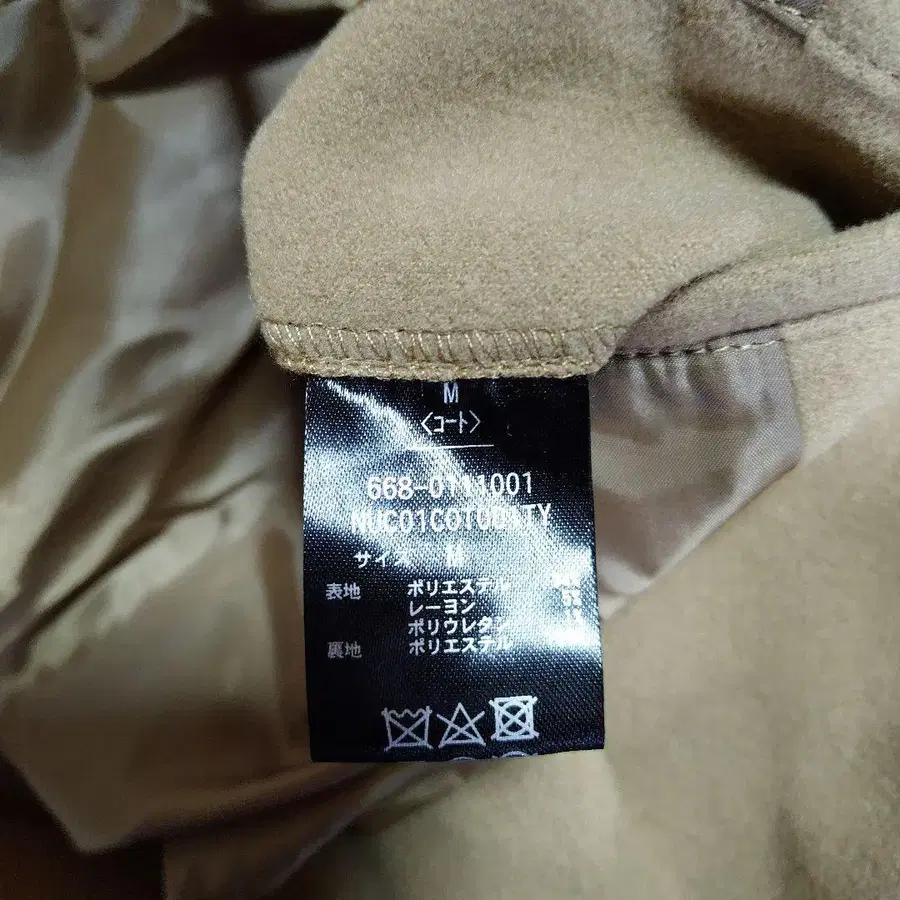 M
〈コート〉
668-0111001
サイズ M
表地 ポリエステル
レーヨン
ポリウレタン
裏地 ポリエステル